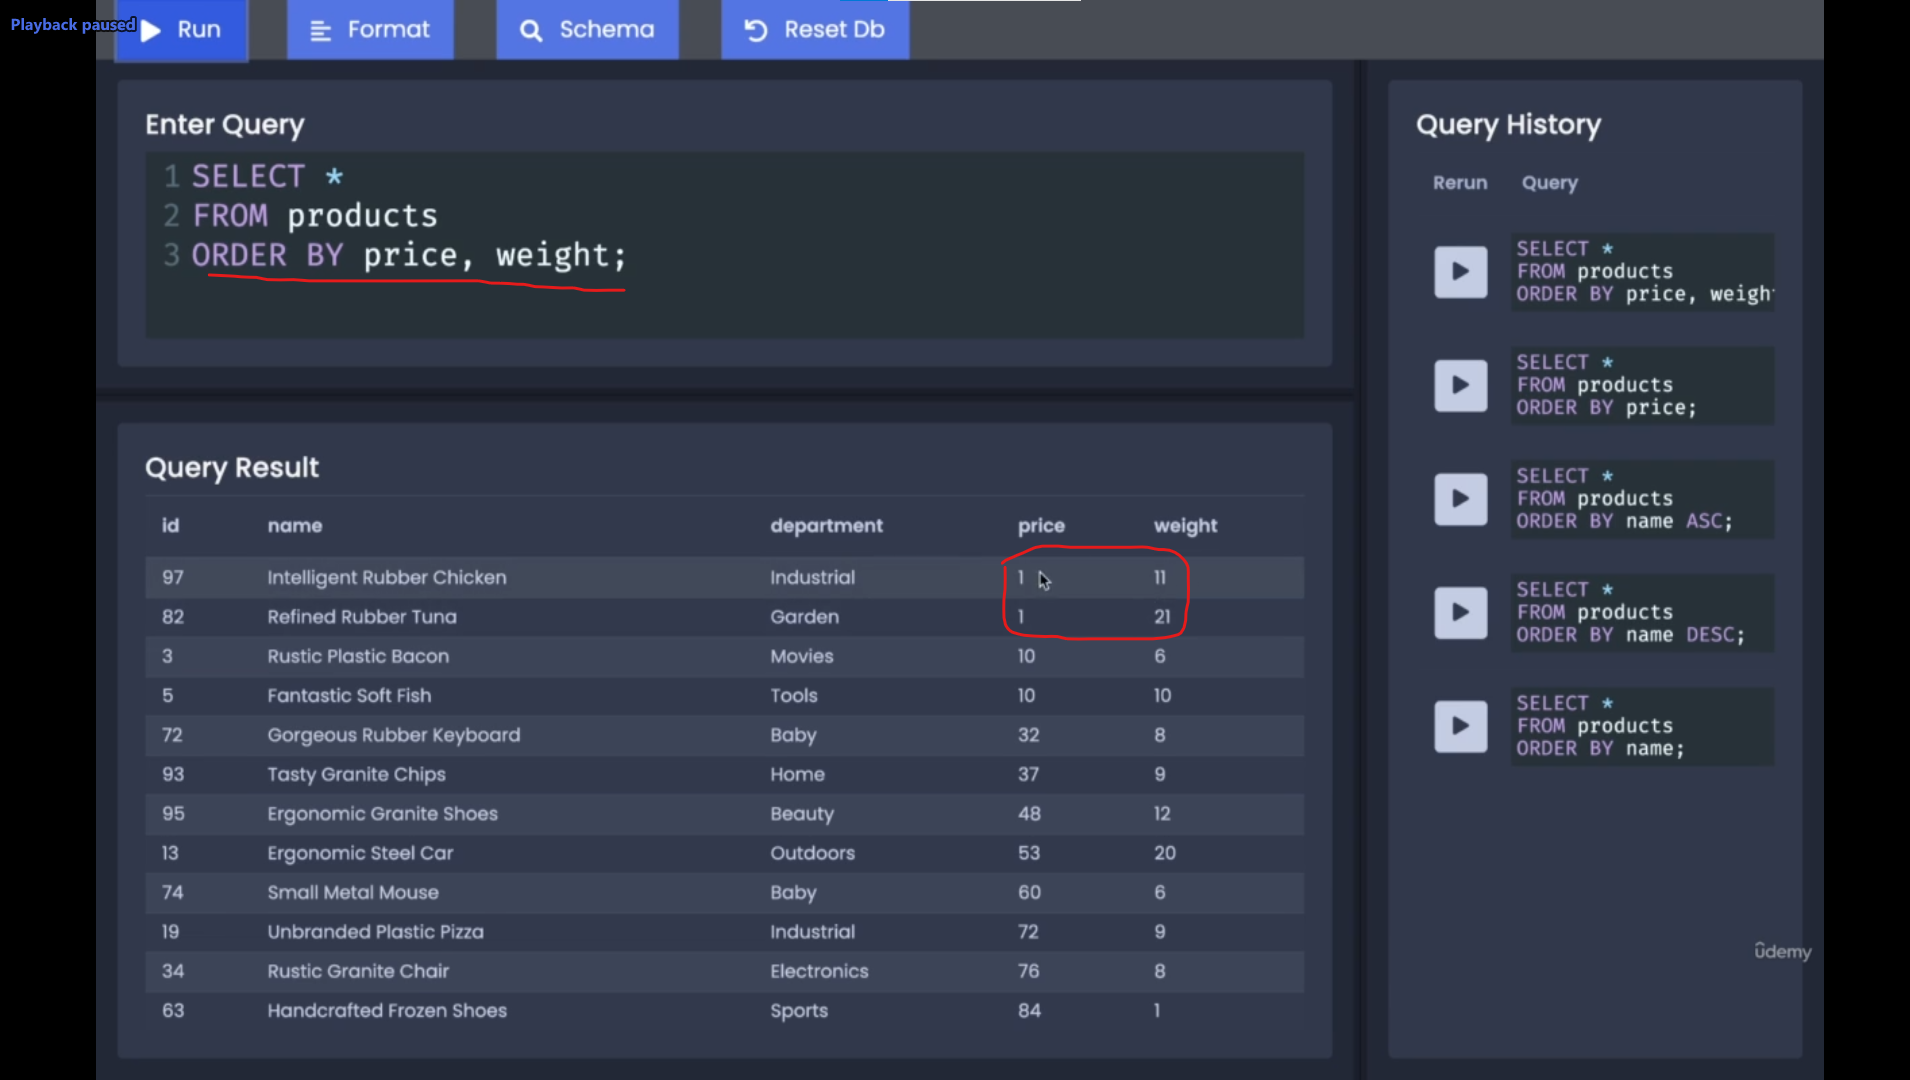 Playback paused
Run Format Schema Reset Db
Enter Query
1 SELECT *
2 FROM products
3 ORDER BY price, weight;
Query Result
id name department price weight
97 Intelligent Rubber Chicken Industrial 1 11
82 Refined Rubber Tuna Garden 1 21
3 Rustic Plastic Bacon Movies 10 6
5 Fantastic Soft Fish Tools 10 10
72 Gorgeous Rubber Keyboard Baby 32 8
93 Tasty Granite Chips Home 37 9
95 Ergonomic Granite Shoes Beauty 48 12
13 Ergonomic Steel Car Outdoors 53 20
74 Small Metal Mouse Baby 60 6
19 Unbranded Plastic Pizza Industrial 72 9
34 Rustic Granite Chair Electronics 76 8
63 Handcrafted Frozen Shoes Sports 84 1
Query History
Rerun Query
SELECT *
FROM products
ORDER BY price, weigh
SELECT *
FROM products
ORDER BY price;
SELECT *
FROM products
ORDER BY name ASC;
SELECT *
FROM products
ORDER BY name DESC;
SELECT *
FROM products
ORDER BY name;
ûdemy